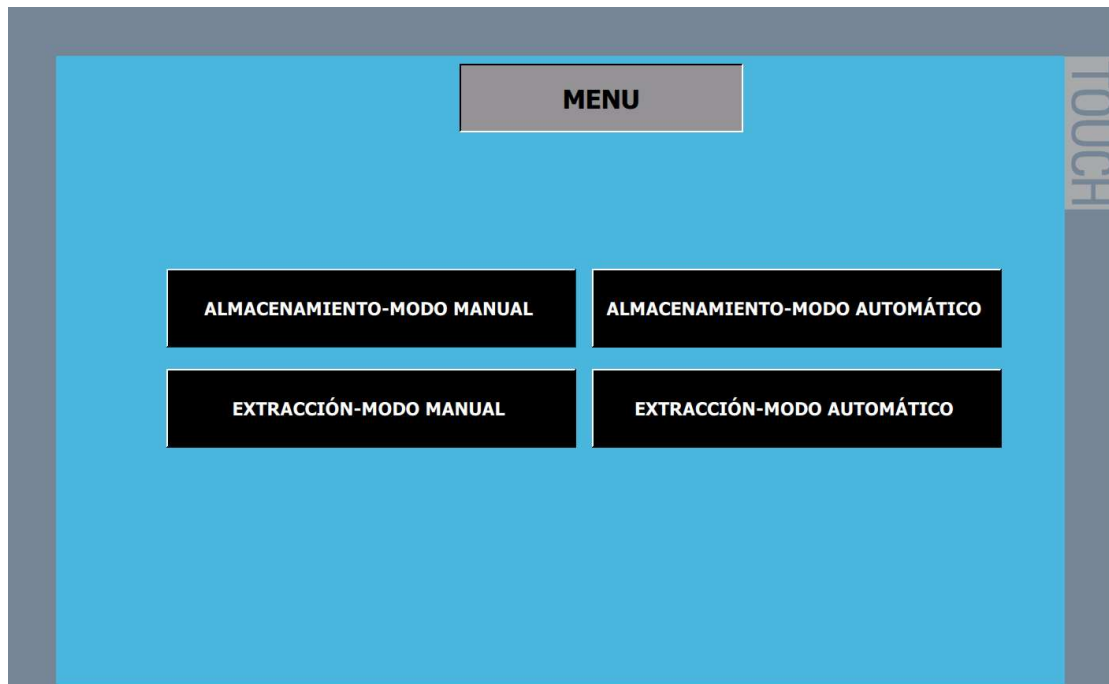 MENU
TOUCH
ALMACENAMIENTO-MODO MANUAL
ALMACENAMIENTO-MODO AUTOMÁTICO
EXTRACCIÓN-MODO MANUAL
EXTRACCIÓN-MODO AUTOMÁTICO